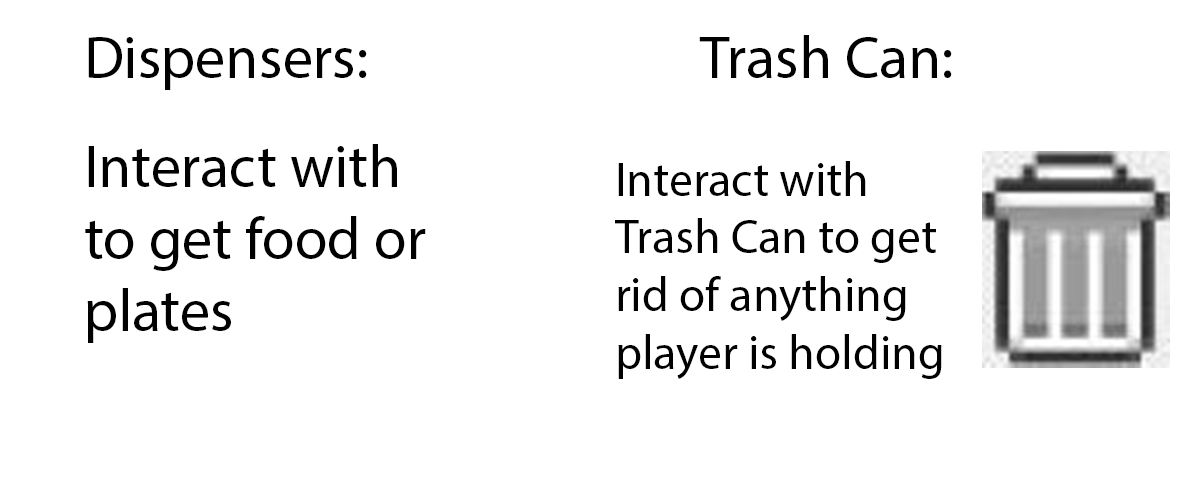 Dispensers:
Interact with
to get food or
plates
Trash Can:
Interact with
Trash Can to get
rid of anything
player is holding